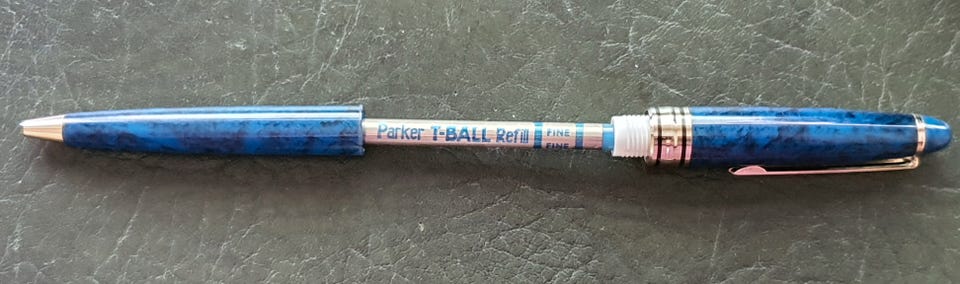 Parker T-BALL Refill FINE
FINE